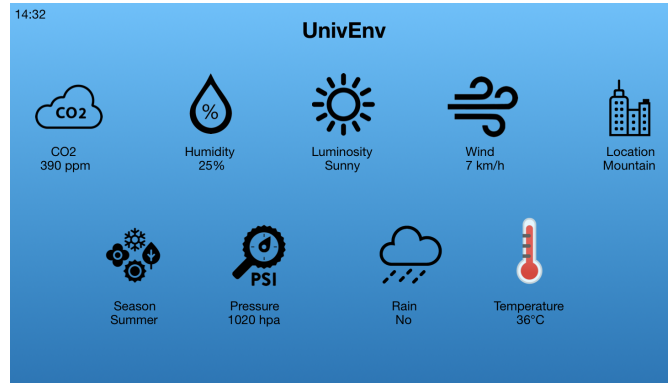 14:32
UnivEnv
CO2
%
CO2
390 ppm
Humidity
25%
Luminosity
Sunny
Wind
7 km/h
Location
Mountain
PSI
Season
Summer
Pressure
1020 hpa
Rain
No
Temperature
36°C